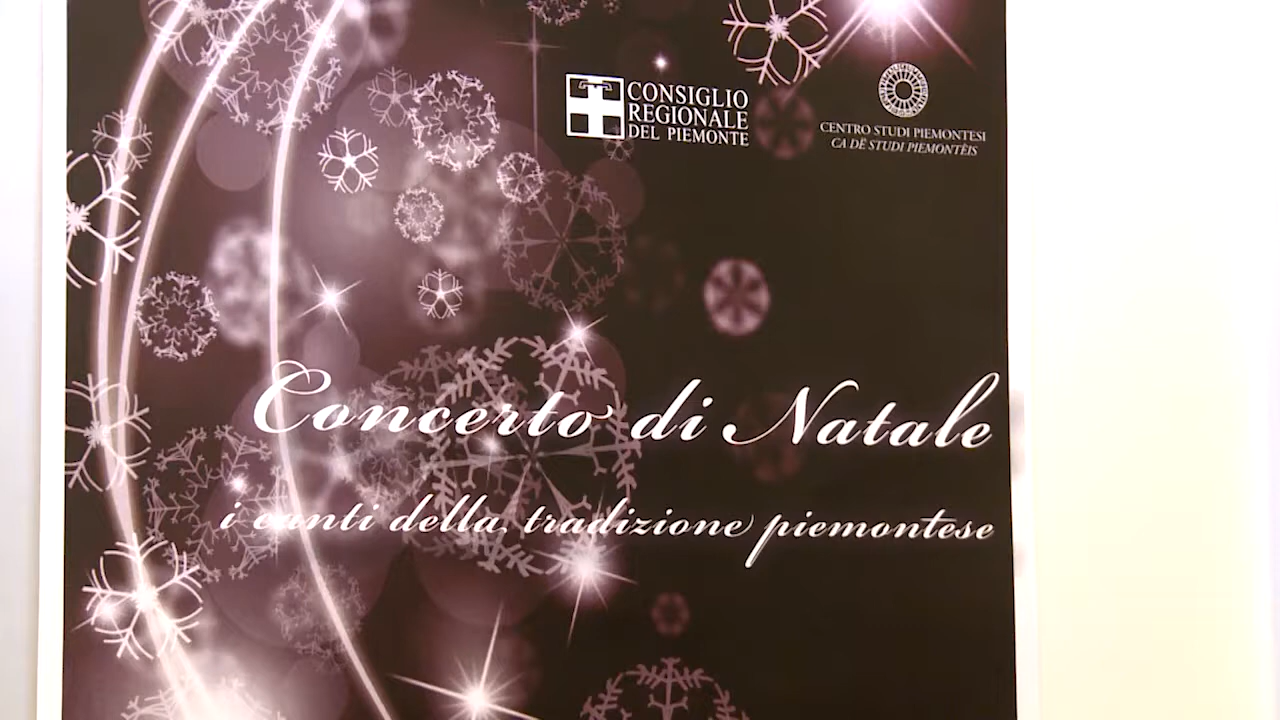 CONSIGLIO
REGIONALE
DEL PIEMONTE
CENTRO STUDI PIEMONTESI
CA DË STUDI PIEMONTÈIS
Concerto di Natale
i canti della tradizione piemontese